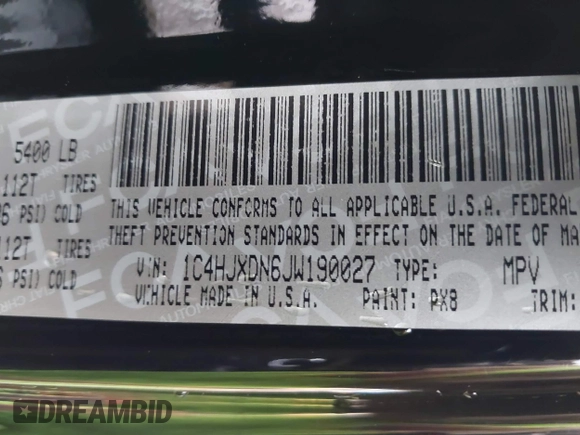 5400 LB
112T TIRES
PSI) COLD
112T TIRES
PSI) COLD
THIS VEHICLE CONFORMS TO ALL APPLICABLE U.S.A. FEDERAL
THEFT PREVENTION STANDARDS IN EFFECT ON THE DATE OF MA
VIN: 1C4HJXDN6JW190027 TYPE: MPV
VEHICLE MADE IN U.S.A. PAINT: PX8 TRIM:
DREAMBID